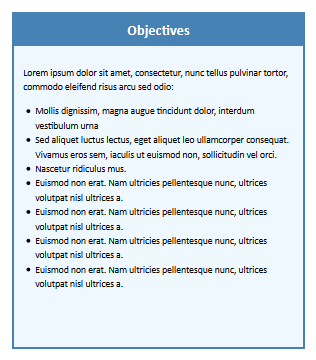 Objectives
Lorem ipsum dolor sit amet, consectetur, nunc tellus pulvinar tortor,
commodo eleifend risus arcu sed odio:
• Mollis dignissim, magna augue tincidunt dolor, interdum
vestibulum urna
• Sed aliquet luctus lectus, eget aliquet leo ullamcorper consequat.
Vivamus eros sem, iaculis ut euismod non, sollicitudin vel orci.
• Nascetur ridiculus mus.
• Euismod non erat. Nam ultricies pellentesque nunc, ultrices
volutpat nisl ultrices a.
• Euismod non erat. Nam ultricies pellentesque nunc, ultrices
volutpat nisl ultrices a.
• Euismod non erat. Nam ultricies pellentesque nunc, ultrices
volutpat nisl ultrices a.
• Euismod non erat. Nam ultricies pellentesque nunc, ultrices
volutpat nisl ultrices a.